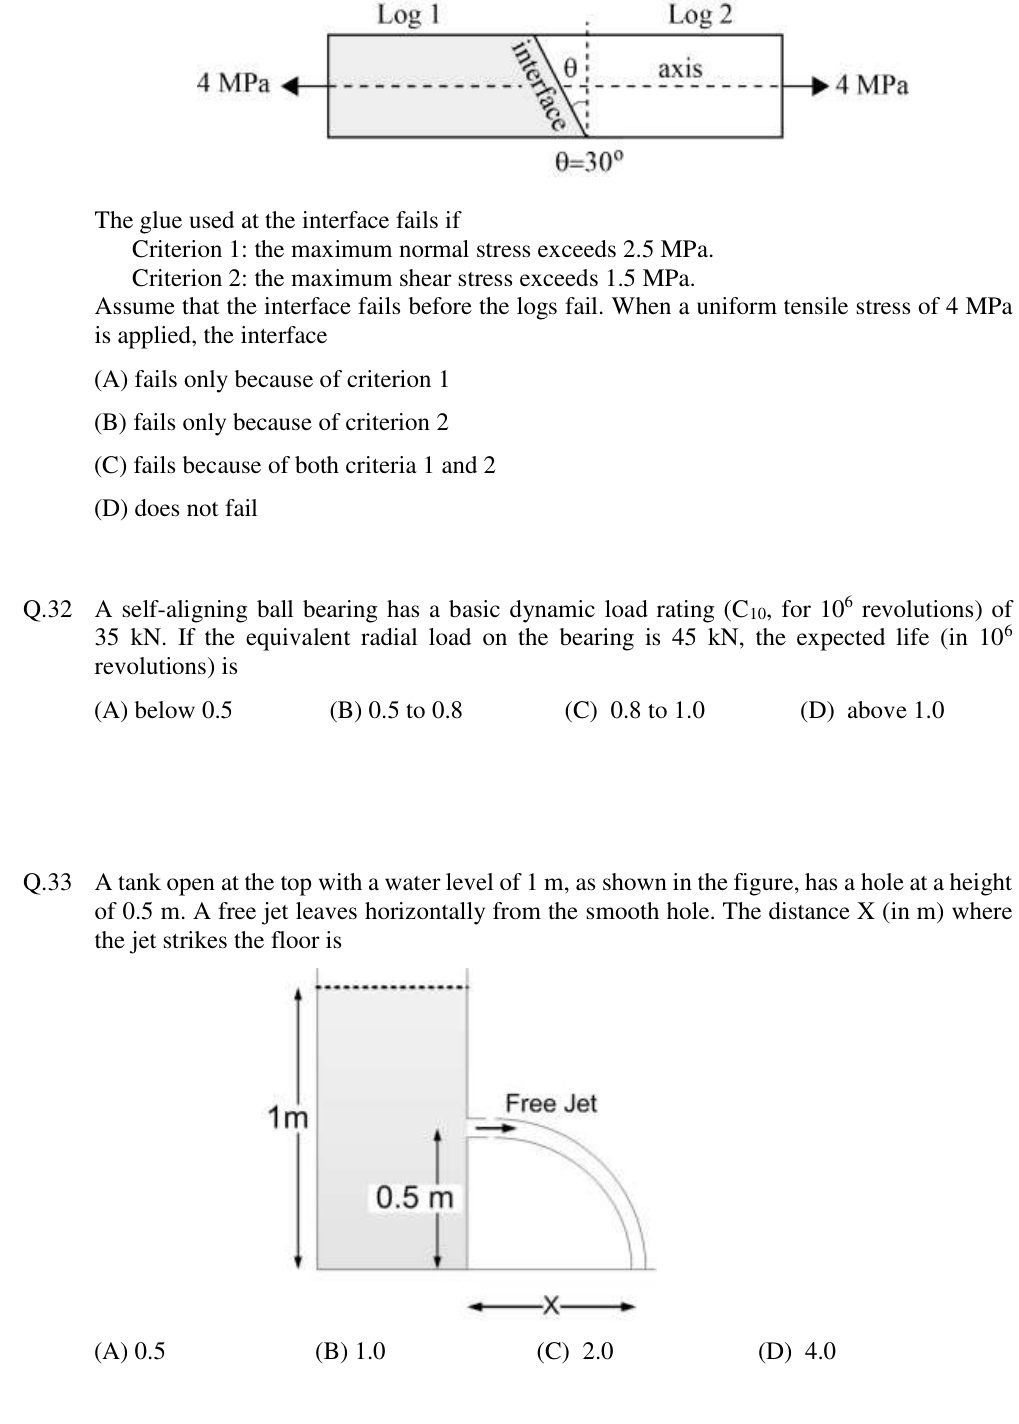 Log 1 Log 2
4 MPa interface θ axis 4 MPa
θ=30⁰
The glue used at the interface fails if
Criterion 1: the maximum normal stress exceeds 2.5 MPa.
Criterion 2: the maximum shear stress exceeds 1.5 MPa.
Assume that the interface fails before the logs fail. When a uniform tensile stress of 4 MPa
is applied, the interface
(A) fails only because of criterion 1
(B) fails only because of criterion 2
(C) fails because of both criteria 1 and 2
(D) does not fail
Q.32 A self-aligning ball bearing has a basic dynamic load rating (C₁₀, for 10⁶ revolutions) of
35 kN. If the equivalent radial load on the bearing is 45 kN, the expected life (in 10⁶
revolutions) is
(A) below 0.5 (B) 0.5 to 0.8 (C) 0.8 to 1.0 (D) above 1.0
Q.33 A tank open at the top with a water level of 1 m, as shown in the figure, has a hole at a height
of 0.5 m. A free jet leaves horizontally from the smooth hole. The distance X (in m) where
the jet strikes the floor is
Free Jet
1m
0.5 m
X
(A) 0.5 (B) 1.0 (C) 2.0 (D) 4.0